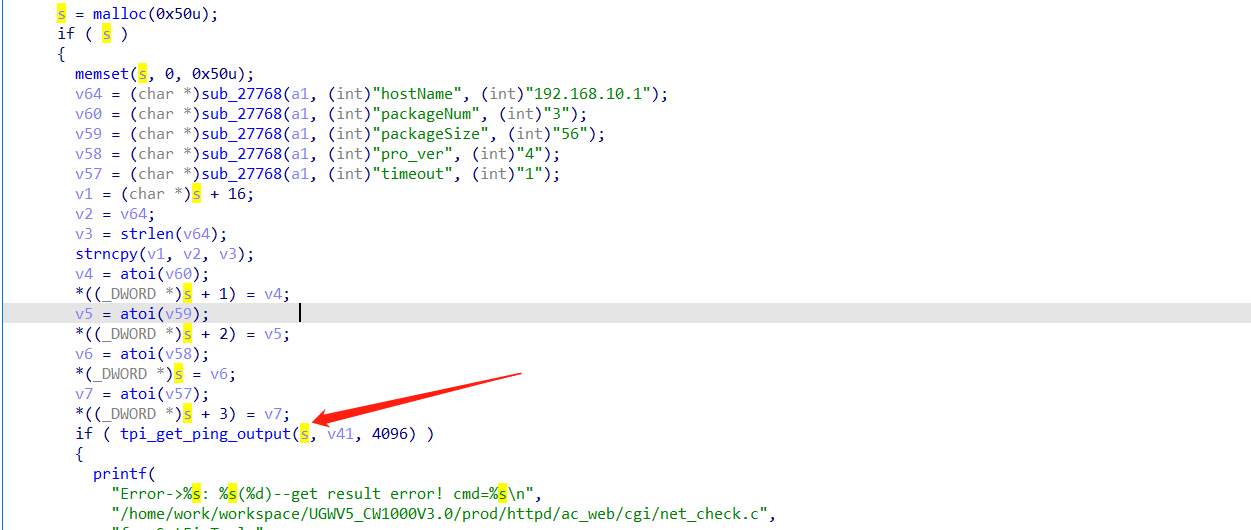 s = malloc(0x50u);
if ( s )
{
memset(s, 0, 0x50u);
v64 = (char *)sub_27768(a1, (int)"hostName", (int)"192.168.10.1");
v60 = (char *)sub_27768(a1, (int)"packageNum", (int)"3");
v59 = (char *)sub_27768(a1, (int)"packageSize", (int)"56");
v58 = (char *)sub_27768(a1, (int)"pro_ver", (int)"4");
v57 = (char *)sub_27768(a1, (int)"timeout", (int)"1");
v1 = (char *)s + 16;
v2 = v64;
v3 = strlen(v64);
strncpy(v1, v2, v3);
v4 = atoi(v60);
*((_DWORD *)s + 1) = v4;
v5 = atoi(v59);
*((_DWORD *)s + 2) = v5;
v6 = atoi(v58);
*(_DWORD *)s = v6;
v7 = atoi(v57);
*((_DWORD *)s + 3) = v7;
if ( tpi_get_ping_output(s, v41, 4096) )
{
printf(
"Error->%s: %s(%d)--get result error! cmd=%s\n",
"/home/work/workspace/UGWV5_CW1000V3.0/prod/httpd/ac_web/cgi/net_check.c",